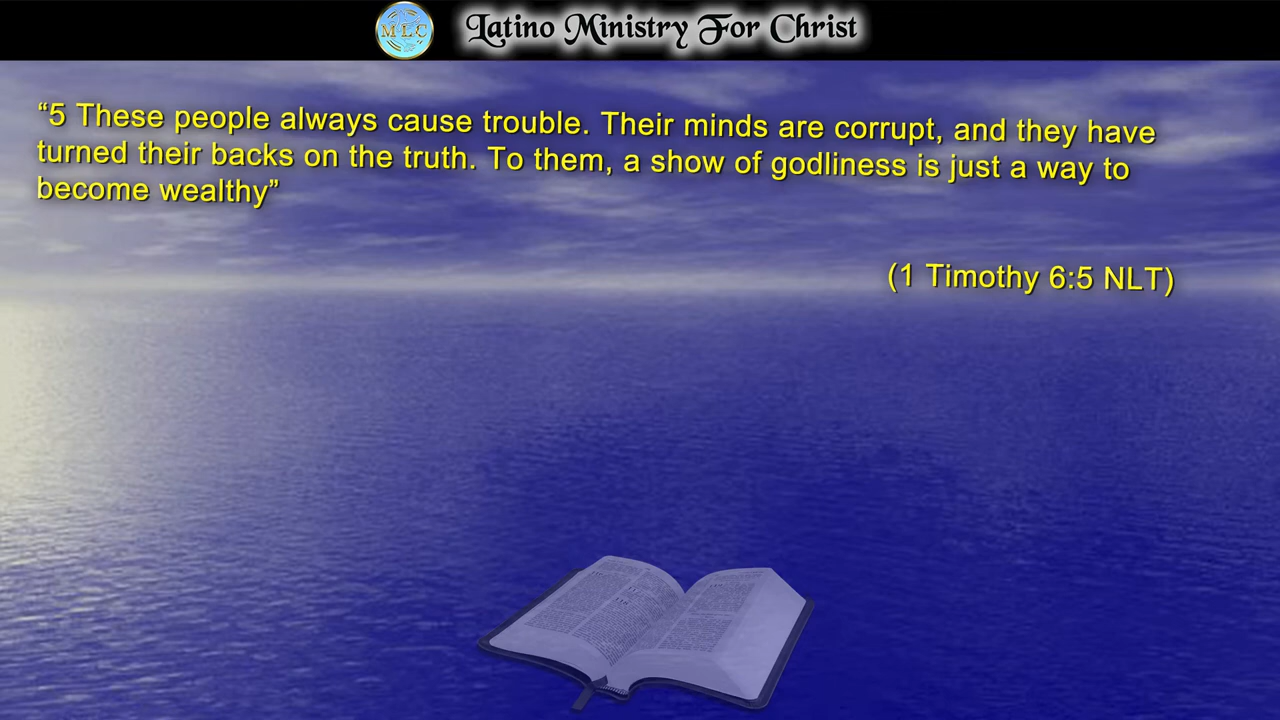 MLC
Latino Ministry For Christ
“5 These people always cause trouble. Their minds are corrupt, and they have
turned their backs on the truth. To them, a show of godliness is just a way to
become wealthy”
(1 Timothy 6:5 NLT)